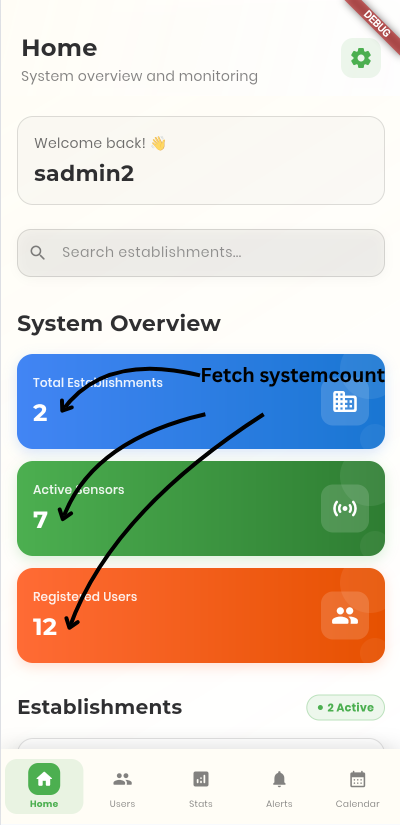 DEBUG
Home
System overview and monitoring
Welcome back! 👋
sadmin2
Search establishments...
System Overview
Fetch systemcount
Total Establishments
2
Active Sensors
7
Registered Users
12
Establishments
• 2 Active
Home
Users
Stats
Alerts
Calendar